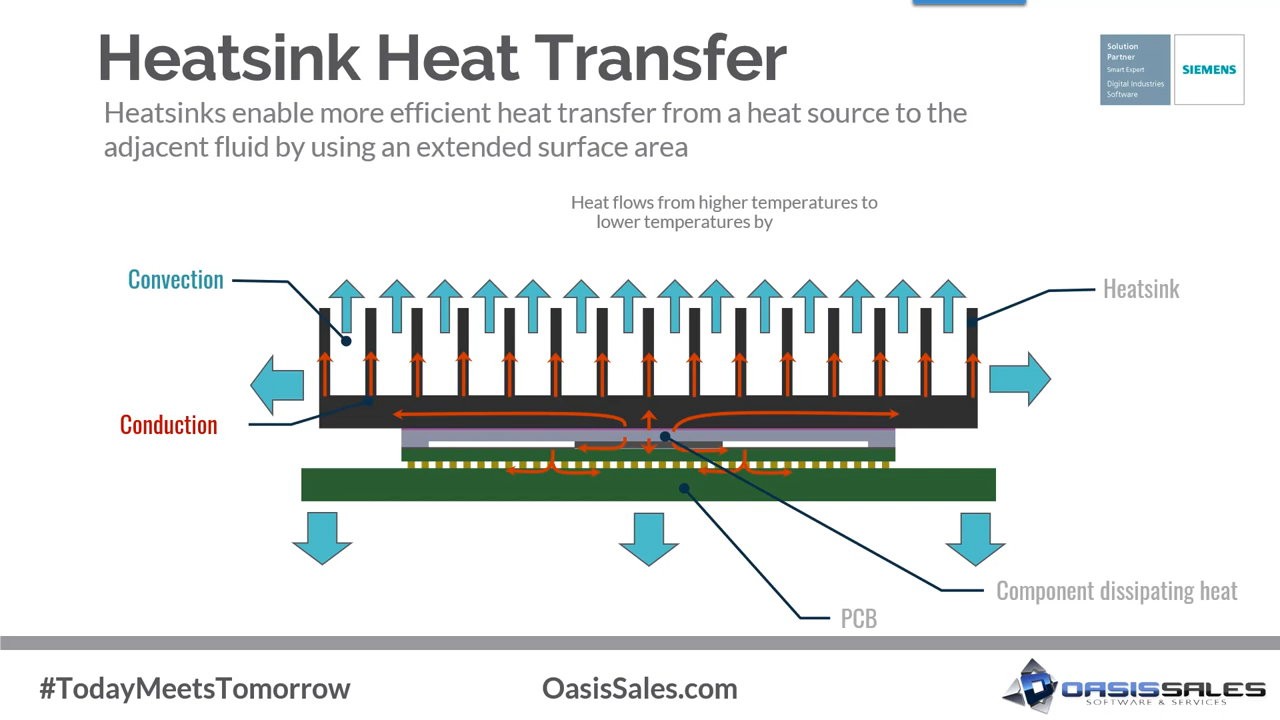 Heatsink Heat Transfer
Solution
Partner
Smart Expert
Digital Industries
Software
SIEMENS
Heatsinks enable more efficient heat transfer from a heat source to the
adjacent fluid by using an extended surface area
Heat flows from higher temperatures to
lower temperatures by
Convection
Heatsink
Conduction
Component dissipating heat
PCB
#TodayMeetsTomorrow
OasisSales.com
OASISSALES
SOFTWARE & SERVICES